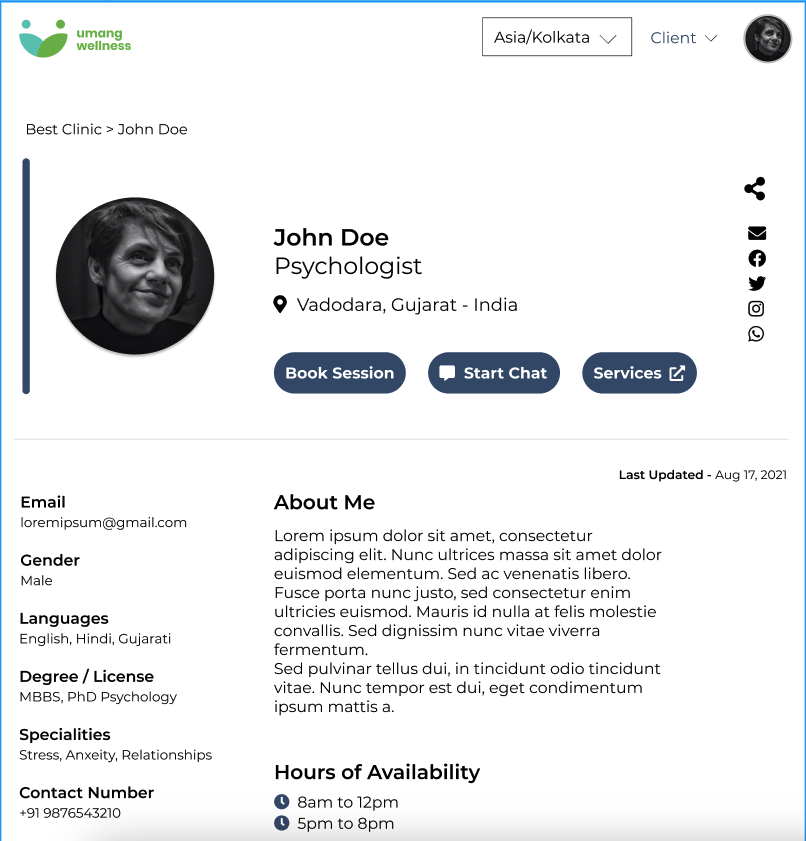 umang
wellness
Asia/Kolkata
Client
Best Clinic > John Doe
John Doe
Psychologist
Vadodara, Gujarat - India
Book Session
Start Chat
Services
Last Updated - Aug 17, 2021
Email
loremipsum@gmail.com
Gender
Male
Languages
English, Hindi, Gujarati
Degree / License
MBBS, PhD Psychology
Specialities
Stress, Anxeity, Relationships
Contact Number
+91 9876543210
About Me
Lorem ipsum dolor sit amet, consectetur
adipiscing elit. Nunc ultrices massa sit amet dolor
euismod elementum. Sed ac venenatis libero.
Fusce porta nunc justo, sed consectetur enim
ultricies euismod. Mauris id nulla at felis molestie
convallis. Sed dignissim nunc vitae viverra
fermentum.
Sed pulvinar tellus dui, in tincidunt odio tincidunt
vitae. Nunc tempor est dui, eget condimentum
ipsum mattis a.
Hours of Availability
8am to 12pm
5pm to 8pm